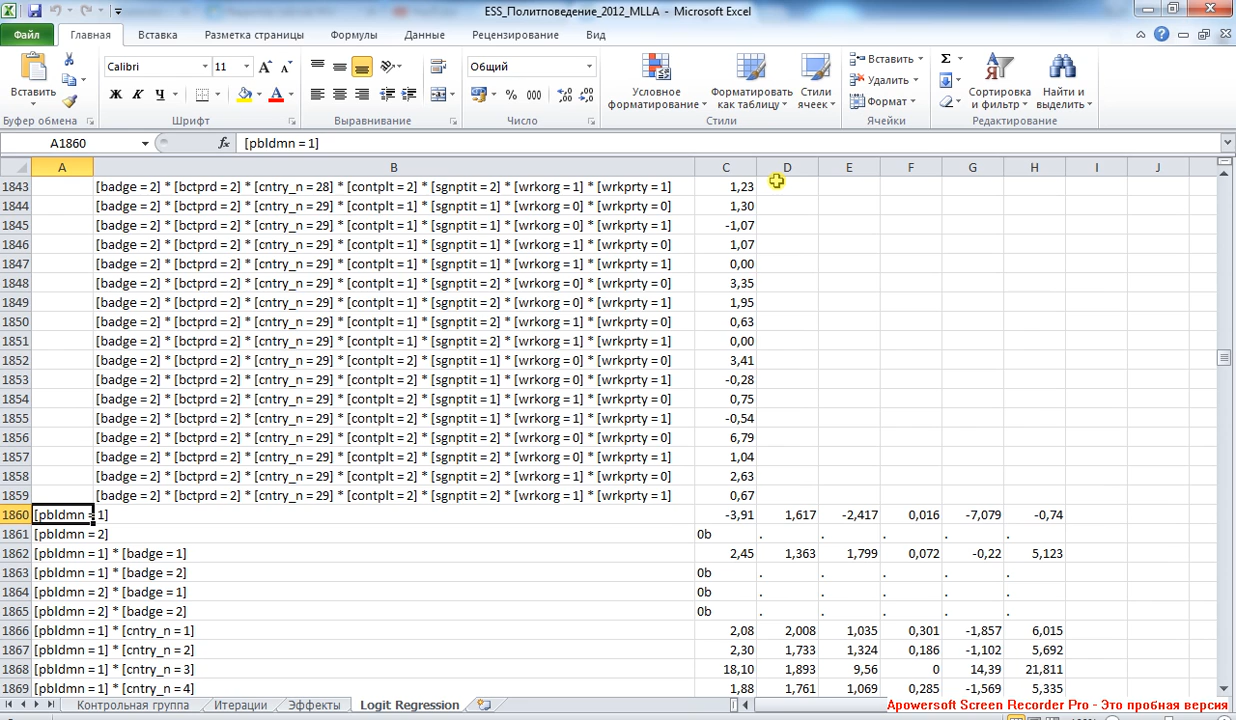 ESS_Политповедение_2012_MLLA - Microsoft Excel
Файл Главная Вставка Разметка страницы Формулы Данные Рецензирование Вид
Вставить Calibri 11 Ж К Ч А Общий % 000 Условное форматирование Форматировать как таблицу Стили ячеек Вставить Удалить Формат Σ Сортировка и фильтр Найти и выделить
Буфер обмена Шрифт Выравнивание Число Стили Ячейки Редактирование
A1860 fx [pbldmn = 1]
A B C D E F G H I J
1843 [badge = 2] * [bctprd = 2] * [cntry_n = 28] * [contplt = 2] * [sgnptit = 2] * [wrkorg = 1] * [wrkprty = 1] 1,23
1844 [badge = 2] * [bctprd = 2] * [cntry_n = 29] * [contplt = 1] * [sgnptit = 1] * [wrkorg = 0] * [wrkprty = 0] 1,30
1845 [badge = 2] * [bctprd = 2] * [cntry_n = 29] * [contplt = 1] * [sgnptit = 1] * [wrkorg = 0] * [wrkprty = 1] -1,07
1846 [badge = 2] * [bctprd = 2] * [cntry_n = 29] * [contplt = 1] * [sgnptit = 1] * [wrkorg = 1] * [wrkprty = 0] 1,07
1847 [badge = 2] * [bctprd = 2] * [cntry_n = 29] * [contplt = 1] * [sgnptit = 1] * [wrkorg = 1] * [wrkprty = 1] 0,00
1848 [badge = 2] * [bctprd = 2] * [cntry_n = 29] * [contplt = 1] * [sgnptit = 2] * [wrkorg = 0] * [wrkprty = 0] 3,35
1849 [badge = 2] * [bctprd = 2] * [cntry_n = 29] * [contplt = 1] * [sgnptit = 2] * [wrkorg = 0] * [wrkprty = 1] 1,95
1850 [badge = 2] * [bctprd = 2] * [cntry_n = 29] * [contplt = 1] * [sgnptit = 2] * [wrkorg = 1] * [wrkprty = 0] 0,63
1851 [badge = 2] * [bctprd = 2] * [cntry_n = 29] * [contplt = 1] * [sgnptit = 2] * [wrkorg = 1] * [wrkprty = 1] 0,00
1852 [badge = 2] * [bctprd = 2] * [cntry_n = 29] * [contplt = 2] * [sgnptit = 1] * [wrkorg = 0] * [wrkprty = 0] 3,41
1853 [badge = 2] * [bctprd = 2] * [cntry_n = 29] * [contplt = 2] * [sgnptit = 1] * [wrkorg = 0] * [wrkprty = 1] -0,28
1854 [badge = 2] * [bctprd = 2] * [cntry_n = 29] * [contplt = 2] * [sgnptit = 1] * [wrkorg = 1] * [wrkprty = 0] 0,75
1855 [badge = 2] * [bctprd = 2] * [cntry_n = 29] * [contplt = 2] * [sgnptit = 1] * [wrkorg = 1] * [wrkprty = 1] -0,54
1856 [badge = 2] * [bctprd = 2] * [cntry_n = 29] * [contplt = 2] * [sgnptit = 2] * [wrkorg = 0] * [wrkprty = 0] 6,79
1857 [badge = 2] * [bctprd = 2] * [cntry_n = 29] * [contplt = 2] * [sgnptit = 2] * [wrkorg = 0] * [wrkprty = 1] 1,04
1858 [badge = 2] * [bctprd = 2] * [cntry_n = 29] * [contplt = 2] * [sgnptit = 2] * [wrkorg = 1] * [wrkprty = 0] 2,63
1859 [badge = 2] * [bctprd = 2] * [cntry_n = 29] * [contplt = 2] * [sgnptit = 2] * [wrkorg = 1] * [wrkprty = 1] 0,67
1860 [pbldmn = 1] -3,91 1,617 -2,417 0,016 -7,079 -0,74
1861 [pbldmn = 2] 0b . . . . .
1862 [pbldmn = 1] * [badge = 1] 2,45 1,363 1,799 0,072 -0,22 5,123
1863 [pbldmn = 1] * [badge = 2] 0b . . . . .
1864 [pbldmn = 2] * [badge = 1] 0b . . . . .
1865 [pbldmn = 2] * [badge = 2] 0b . . . . .
1866 [pbldmn = 1] * [cntry_n = 1] 2,08 2,008 1,035 0,301 -1,857 6,015
1867 [pbldmn = 1] * [cntry_n = 2] 2,30 1,733 1,324 0,186 -1,102 5,692
1868 [pbldmn = 1] * [cntry_n = 3] 18,10 1,893 9,56 0 14,39 21,811
1869 [pbldmn = 1] * [cntry_n = 4] 1,88 1,761 1,069 0,285 -1,569 5,335
Контрольная группа Итерации Эффекты Logit Regression
Apowersoft Screen Recorder Pro - Это пробная версия